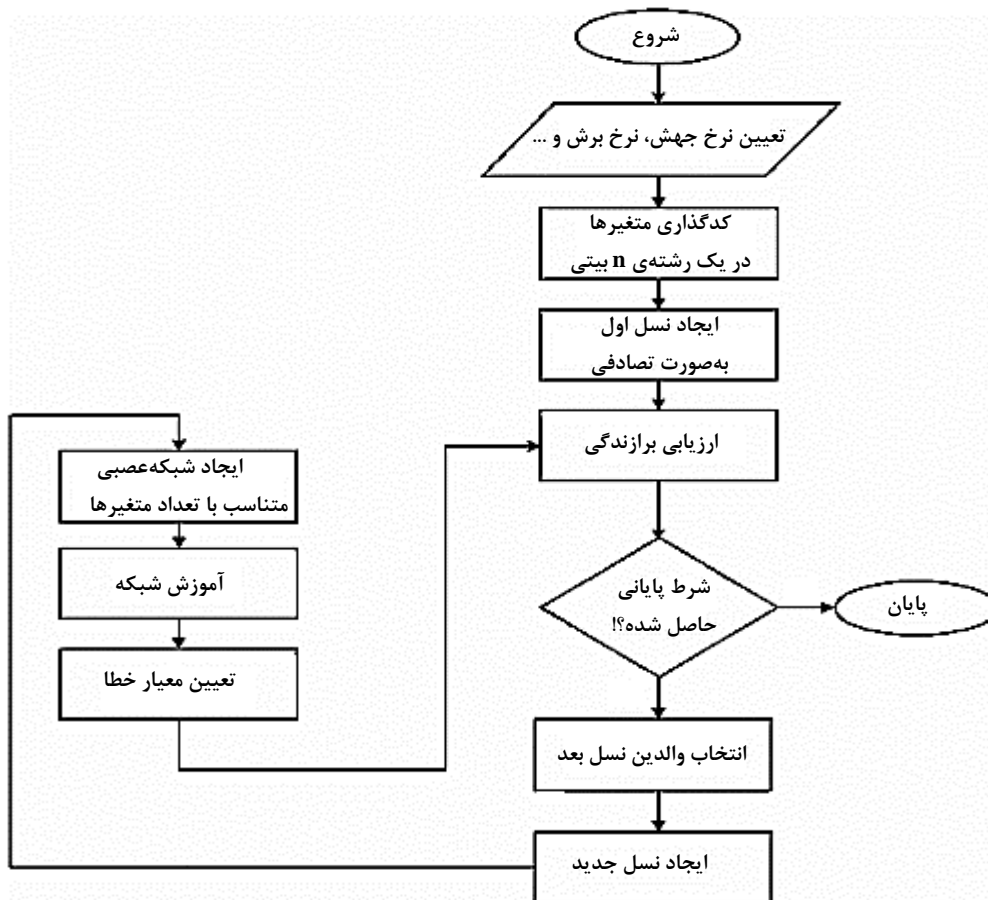 شروع
تعیین نرخ جهش، نرخ برش و ...
کدگذاری متغیرها
در یک رشته‌ی n بیتی
ایجاد نسل اول
به‌صورت تصادفی
ارزیابی برازندگی
شرط پایانی
حاصل شده؟!
پایان
انتخاب والدین نسل بعد
ایجاد نسل جدید
ایجاد شبکه‌عصبی
متناسب با تعداد متغیرها
آموزش شبکه
تعیین معیار خطا